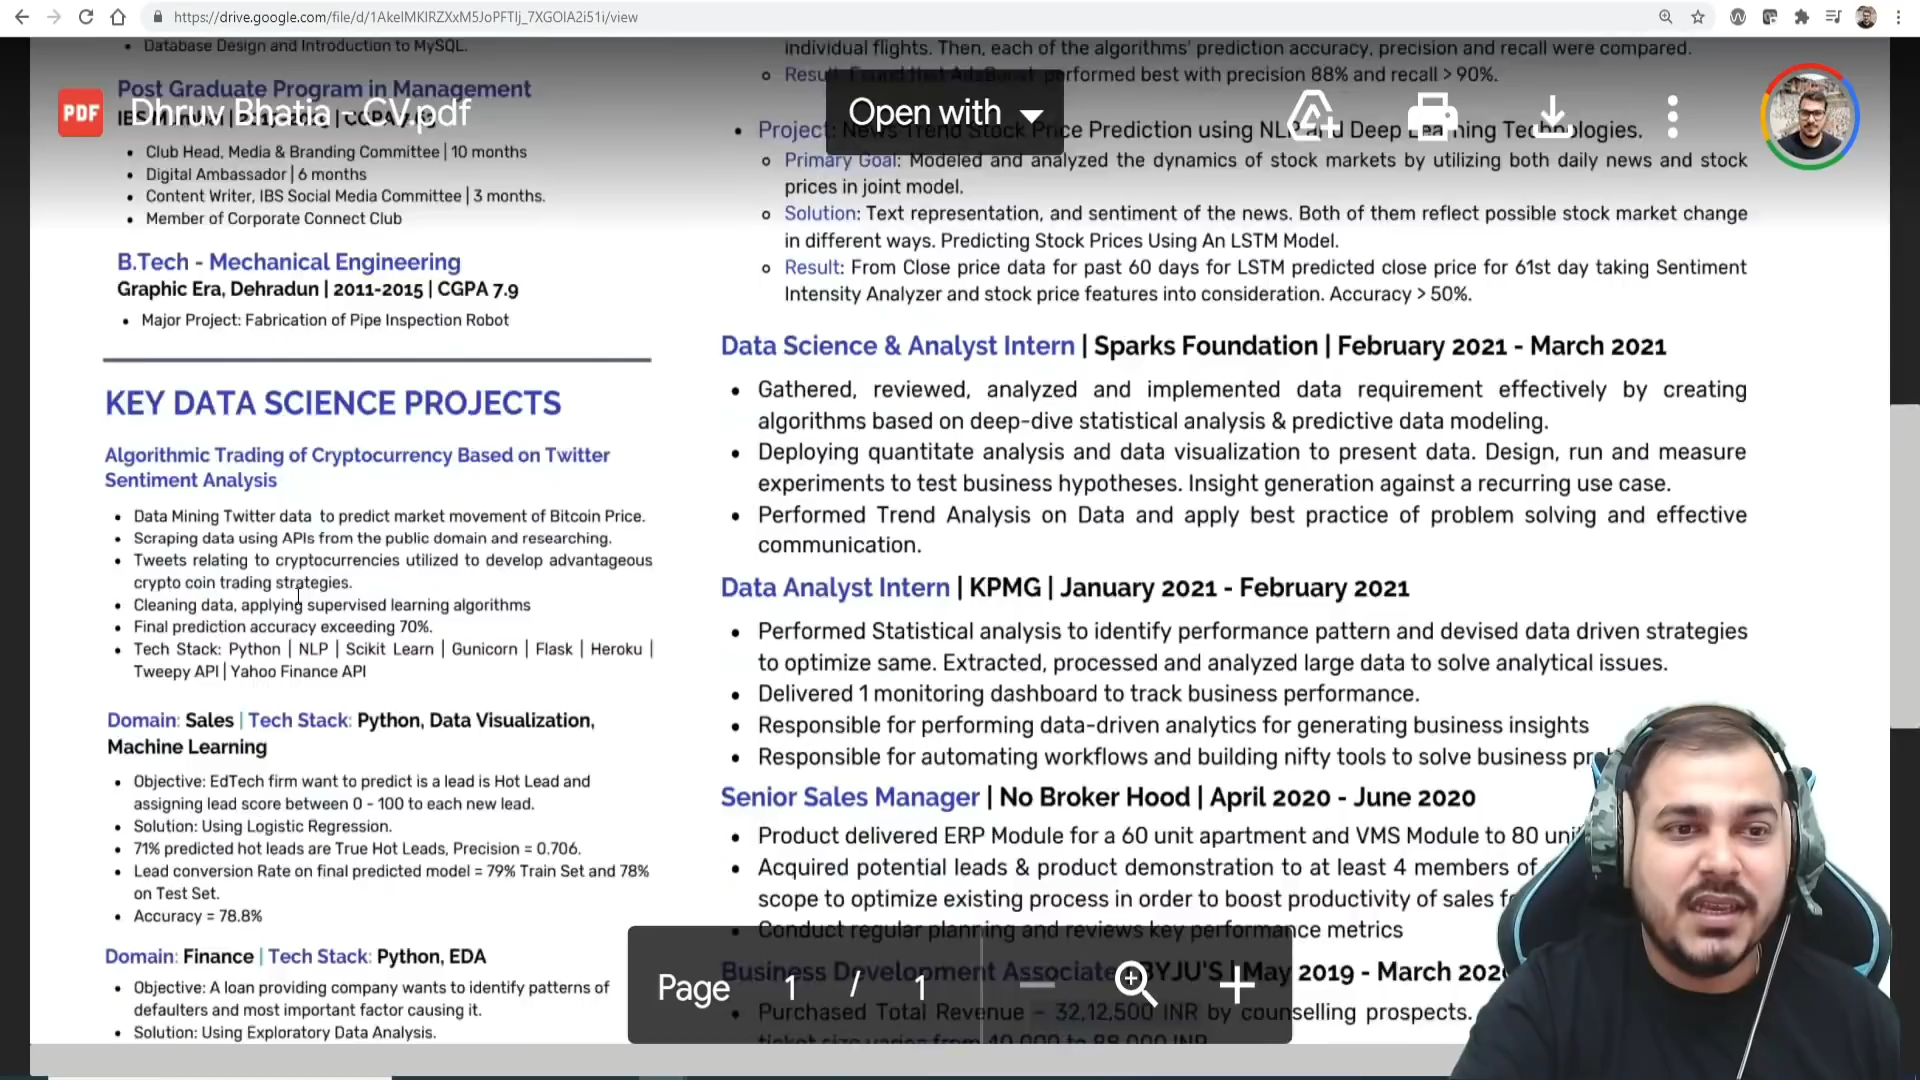 https://drive.google.com/file/d/1AkelMKlRZXxM5JoPFTlj_7XGOlA2i51i/view
Database Design and Introduction to MySQL.
Post Graduate Program in Management
PDF
Dhruv Bhatia - CV.pdf
Club Head, Media & Branding Committee | 10 months
Digital Ambassador | 6 months
Content Writer, IBS Social Media Committee | 3 months.
Member of Corporate Connect Club
B.Tech - Mechanical Engineering
Graphic Era, Dehradun | 2011-2015 | CGPA 7.9
Major Project: Fabrication of Pipe Inspection Robot
KEY DATA SCIENCE PROJECTS
Algorithmic Trading of Cryptocurrency Based on Twitter
Sentiment Analysis
Data Mining Twitter data to predict market movement of Bitcoin Price.
Scraping data using APIs from the public domain and researching.
Tweets relating to cryptocurrencies utilized to develop advantageous
crypto coin trading strategies.
Cleaning data, applying supervised learning algorithms
Final prediction accuracy exceeding 70%.
Tech Stack: Python | NLP | Scikit Learn | Gunicorn | Flask | Heroku |
Tweepy API | Yahoo Finance API
Domain: Sales | Tech Stack: Python, Data Visualization,
Machine Learning
Objective: EdTech firm want to predict is a lead is Hot Lead and
assigning lead score between 0 - 100 to each new lead.
Solution: Using Logistic Regression.
71% predicted hot leads are True Hot Leads, Precision = 0.706.
Lead conversion Rate on final predicted model = 79% Train Set and 78%
on Test Set.
Accuracy = 78.8%
Domain: Finance | Tech Stack: Python, EDA
Objective: A loan providing company wants to identify patterns of
defaulters and most important factor causing it.
Solution: Using Exploratory Data Analysis.
individual flights. Then, each of the algorithms' prediction accuracy, precision and recall were compared.
performed best with precision 88% and recall > 90%.
Open with
Project: News Trend Stock Price Prediction using NLP and Deep Learning Technologies.
Primary Goal: Modeled and analyzed the dynamics of stock markets by utilizing both daily news and stock
prices in joint model.
Solution: Text representation, and sentiment of the news. Both of them reflect possible stock market change
in different ways. Predicting Stock Prices Using An LSTM Model.
Result: From Close price data for past 60 days for LSTM predicted close price for 61st day taking Sentiment
Intensity Analyzer and stock price features into consideration. Accuracy > 50%.
Data Science & Analyst Intern | Sparks Foundation | February 2021 - March 2021
Gathered, reviewed, analyzed and implemented data requirement effectively by creating
algorithms based on deep-dive statistical analysis & predictive data modeling.
Deploying quantitate analysis and data visualization to present data. Design, run and measure
experiments to test business hypotheses. Insight generation against a recurring use case.
Performed Trend Analysis on Data and apply best practice of problem solving and effective
communication.
Data Analyst Intern | KPMG | January 2021 - February 2021
Performed Statistical analysis to identify performance pattern and devised data driven strategies
to optimize same. Extracted, processed and analyzed large data to solve analytical issues.
Delivered 1 monitoring dashboard to track business performance.
Responsible for performing data-driven analytics for generating business insights
Responsible for automating workflows and building nifty tools to solve business
Senior Sales Manager | No Broker Hood | April 2020 - June 2020
Product delivered ERP Module for a 60 unit apartment and VMS Module to 80
Acquired potential leads & product demonstration to at least 4 members of
scope to optimize existing process in order to boost productivity of sales
Conduct regular planning and reviews key performance metrics
Business Development Associate | BYJU'S | May 2019 - March
Purchased Total Revenue - 32,12,500 INR by counselling prospects.
Page 1 / 1